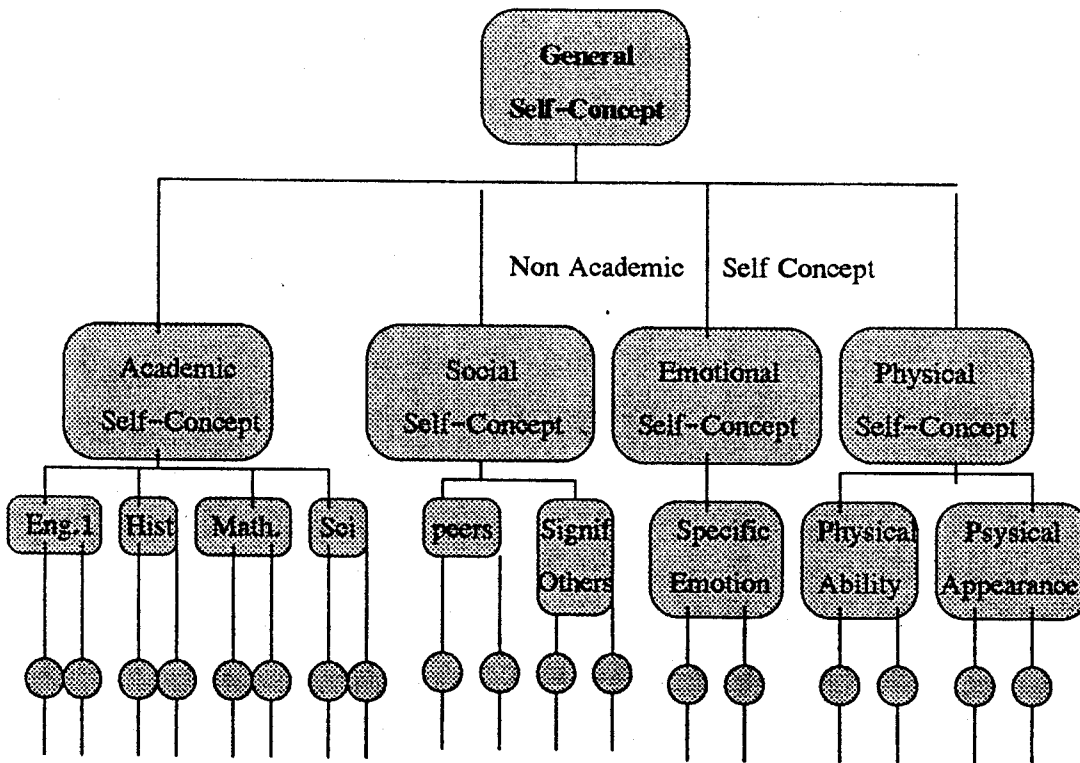 General
Self-Concept
Non Academic Self Concept
Academic
Self-Concept
Social
Self-Concept
Emotional
Self-Concept
Physical
Self-Concept
Eng.1
Hist
Math.
Sci
peers
Signif
Others
Specific
Emotion
Physical
Ability
Psysical
Appearance